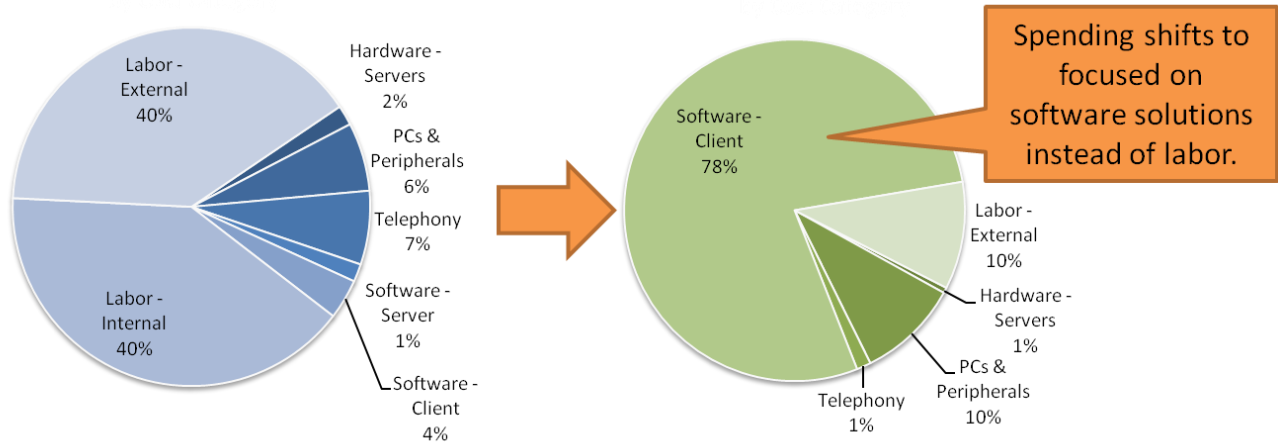 Labor -
External
40%
Hardware -
Servers
2%
PCs &
Peripherals
6%
Telephony
7%
Software -
Server
1%
Software -
Client
4%
Labor -
Internal
40%
Software -
Client
78%
Spending shifts to
focused on
software solutions
instead of labor.
Labor -
External
10%
Hardware -
Servers
1%
PCs &
Peripherals
10%
Telephony
1%